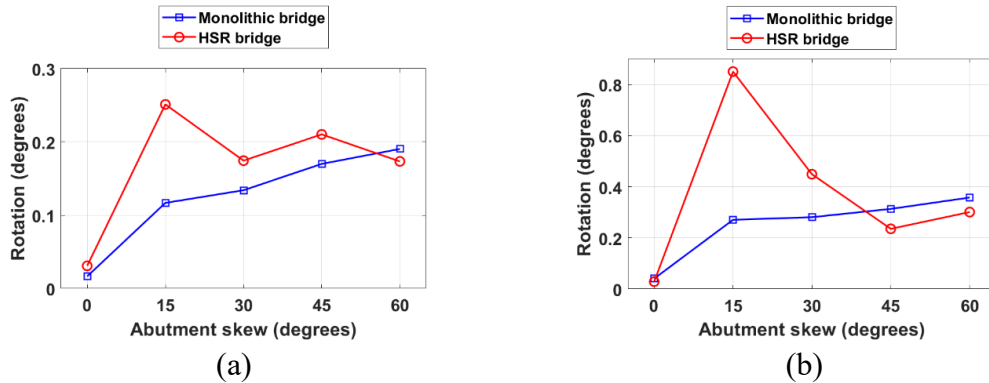 Monolithic bridge
HSR bridge
0.3
0.2
0.1
0
Rotation (degrees)
0 15 30 45 60
Abutment skew (degrees)
(a)
Monolithic bridge
HSR bridge
0.8
0.6
0.4
0.2
0
Rotation (degrees)
0 15 30 45 60
Abutment skew (degrees)
(b)